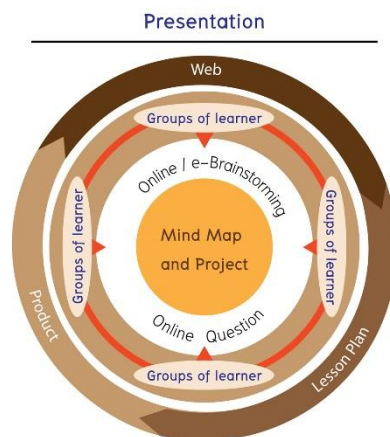 Presentation
Web
Groups of learner
Online / e-Brainstorming
Groups of learner
Mind Map
and Project
Groups of learner
Product
Online Question
Lesson Plan
Groups of learner